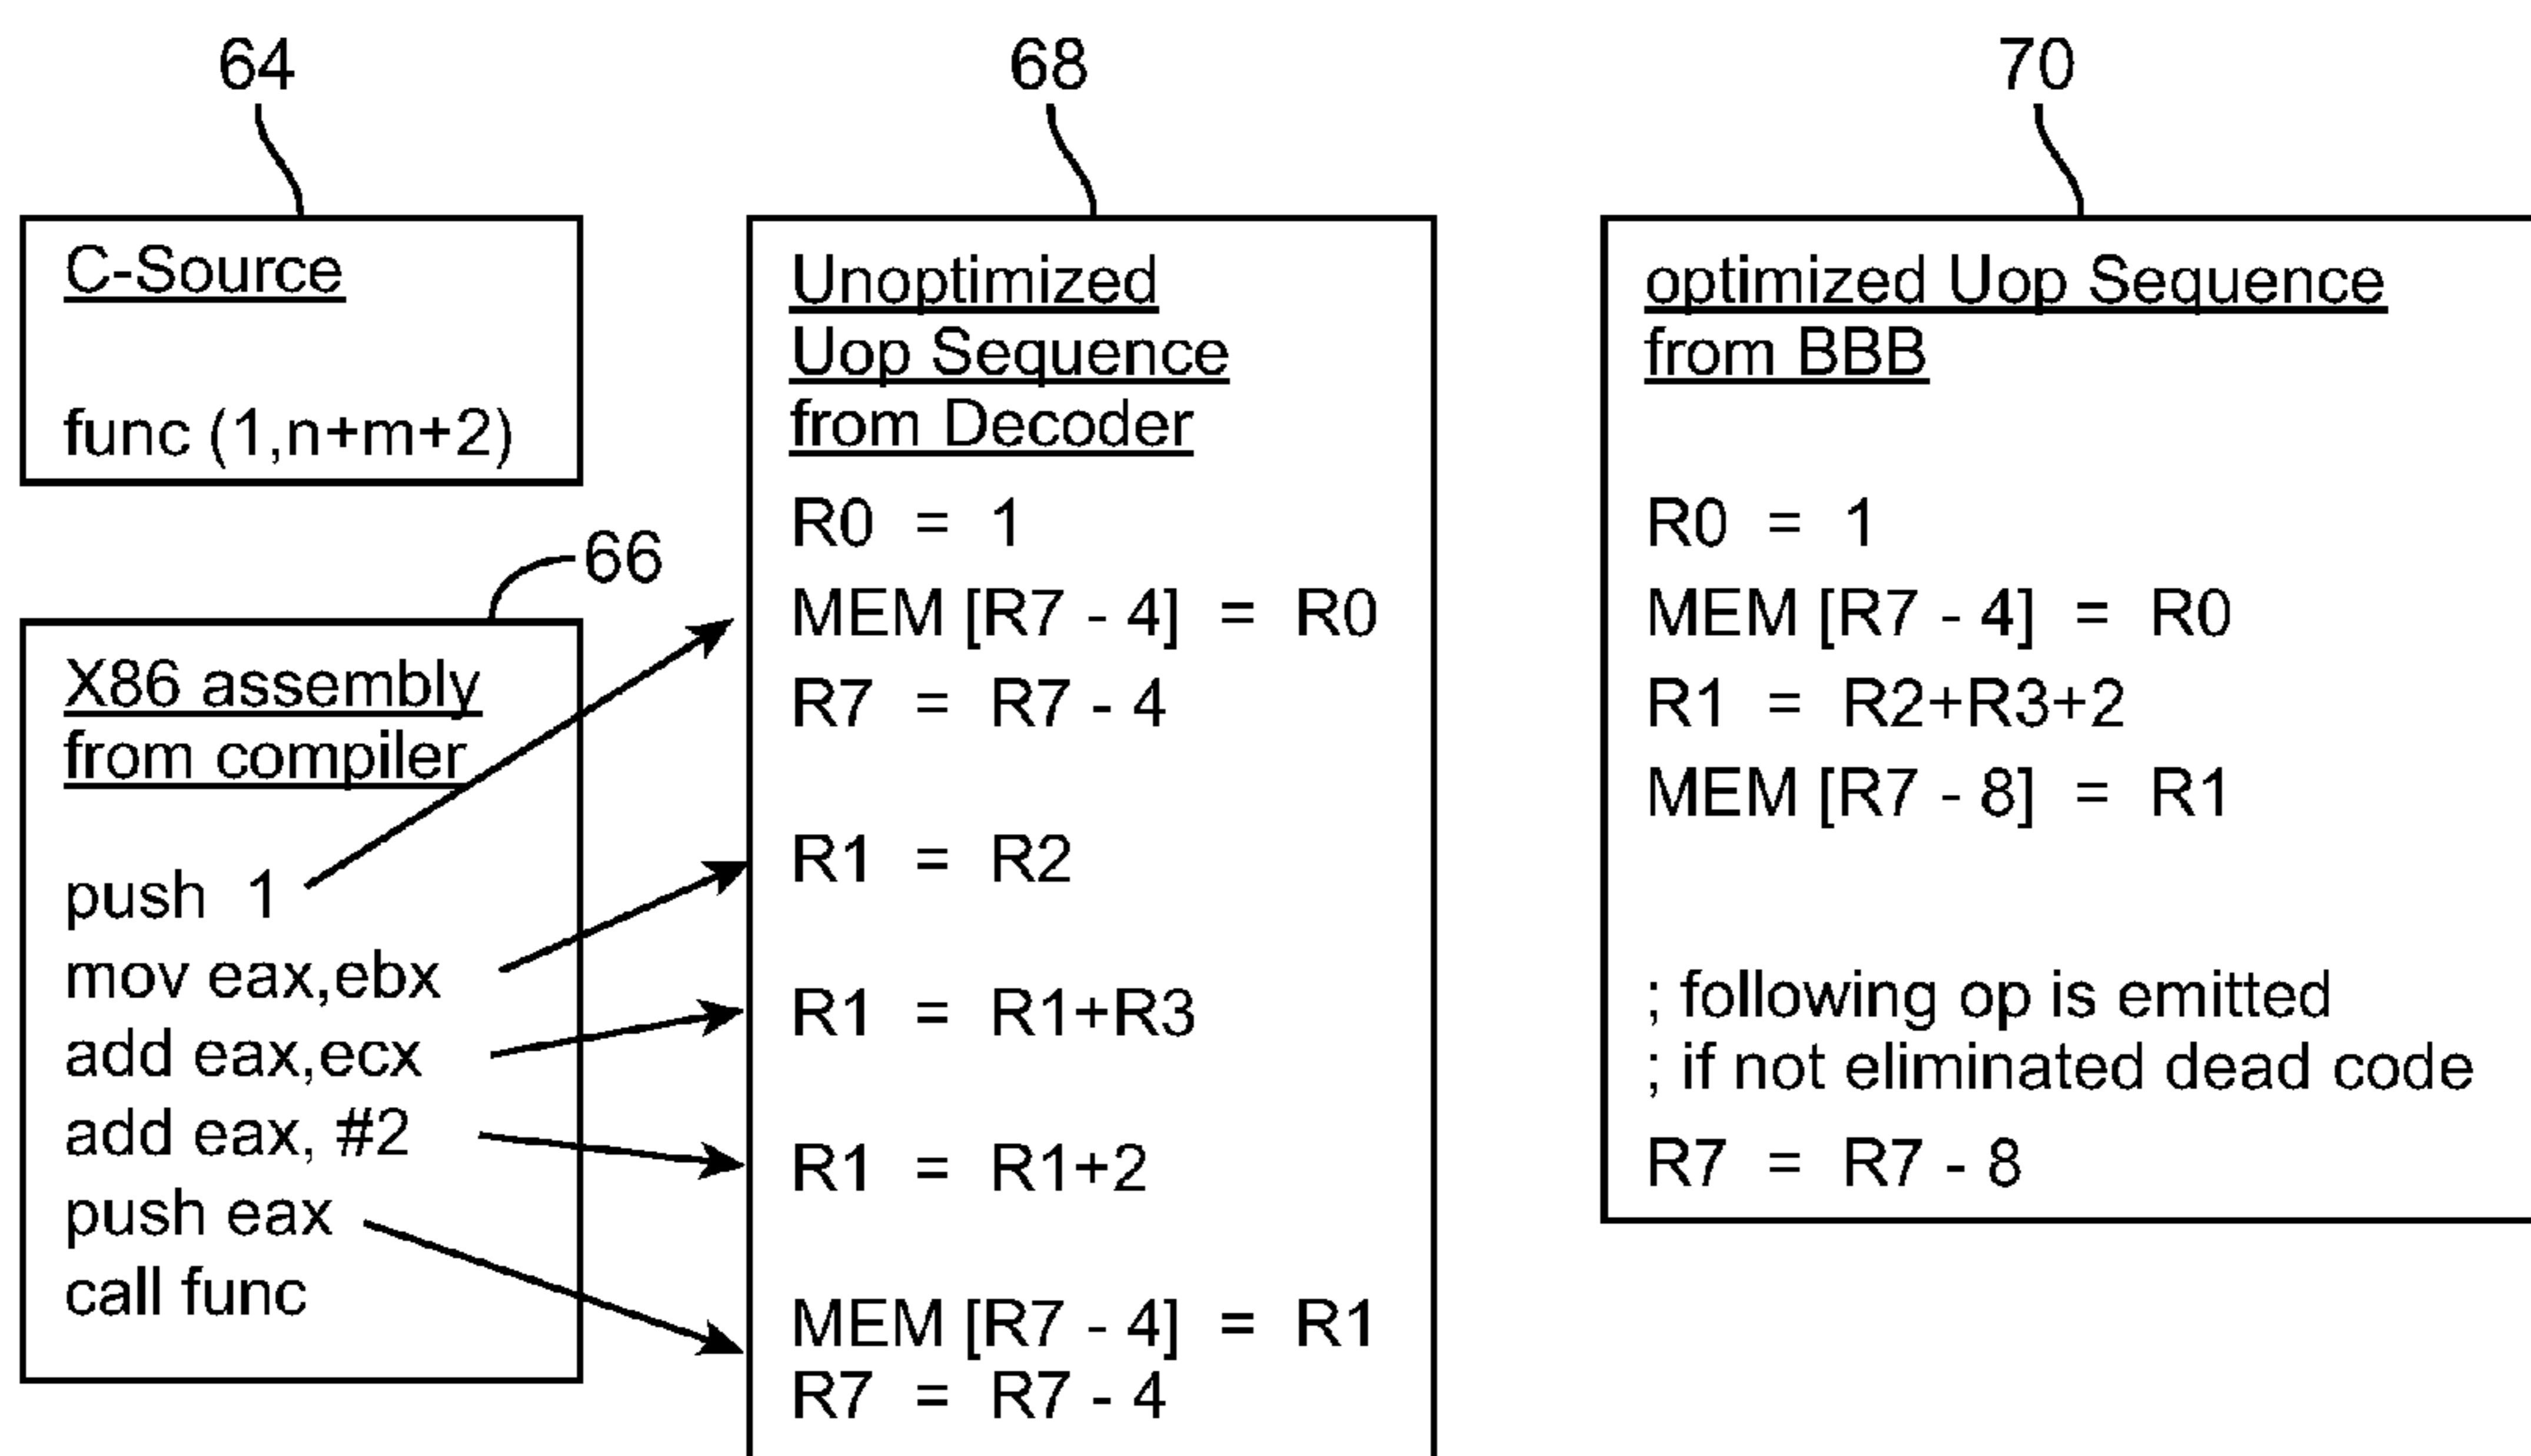 64
C-Source
func (1,n+m+2)
66
X86 assembly
from compiler
push 1
mov eax,ebx
add eax,ecx
add eax, #2
push eax
call func
68
Unoptimized
Uop Sequence
from Decoder
R0 = 1
MEM [R7 - 4] = R0
R7 = R7 - 4
R1 = R2
R1 = R1+R3
R1 = R1+2
MEM [R7 - 4] = R1
R7 = R7 - 4
70
optimized Uop Sequence
from BBB
R0 = 1
MEM [R7 - 4] = R0
R1 = R2+R3+2
MEM [R7 - 8] = R1
; following op is emitted
; if not eliminated dead code
R7 = R7 - 8